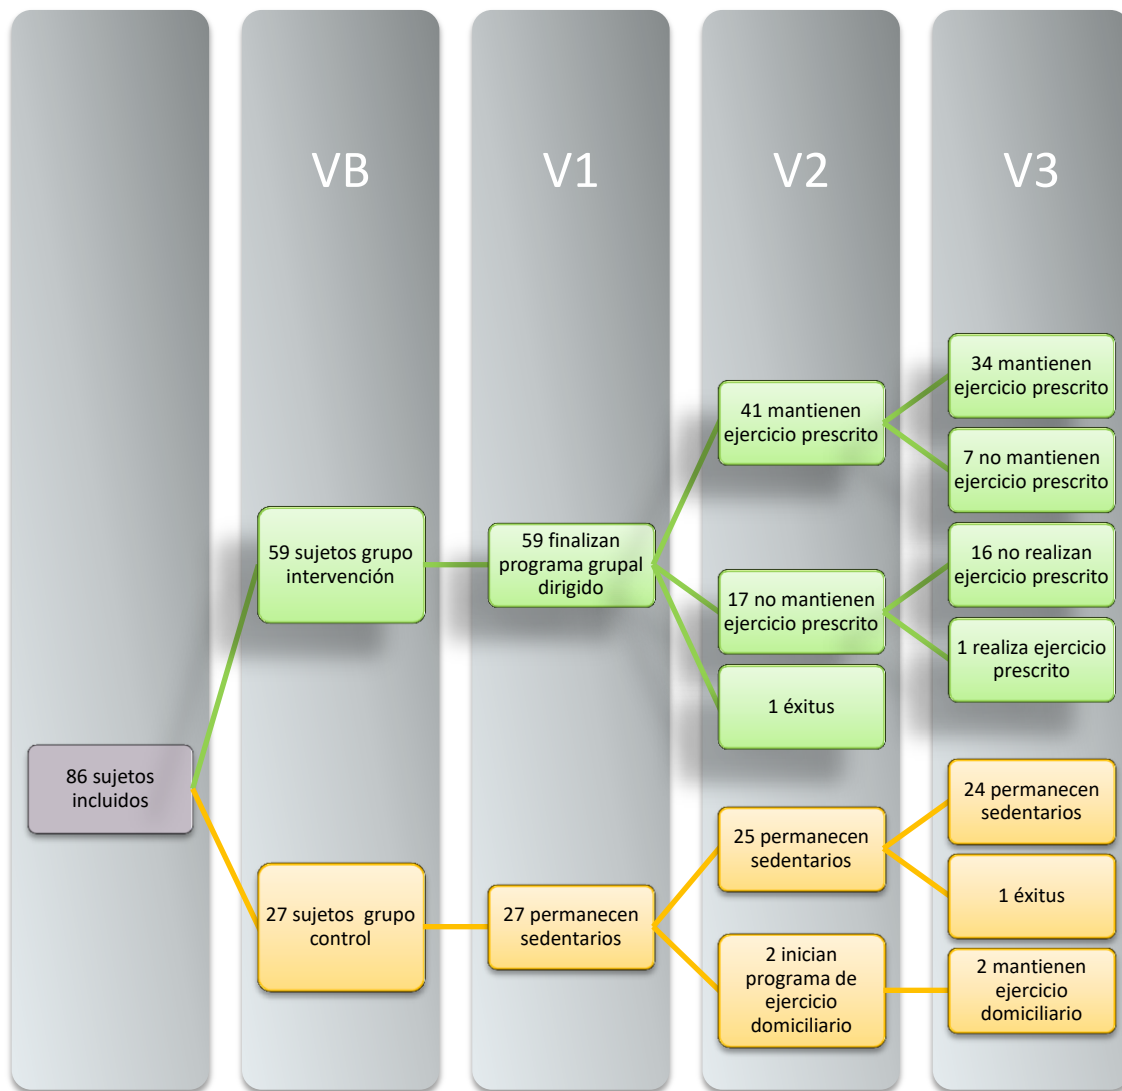 VB
V1
V2
V3
86 sujetos
incluidos
59 sujetos grupo
intervención
59 finalizan
programa grupal
dirigido
41 mantienen
ejercicio prescrito
34 mantienen
ejercicio prescrito
7 no mantienen
ejercicio prescrito
17 no mantienen
ejercicio prescrito
16 no realizan
ejercicio prescrito
1 realiza ejercicio
prescrito
1 éxitus
27 sujetos grupo
control
27 permanecen
sedentarios
25 permanecen
sedentarios
24 permanecen
sedentarios
1 éxitus
2 inician
programa de
ejercicio
domiciliario
2 mantienen
ejercicio
domiciliario